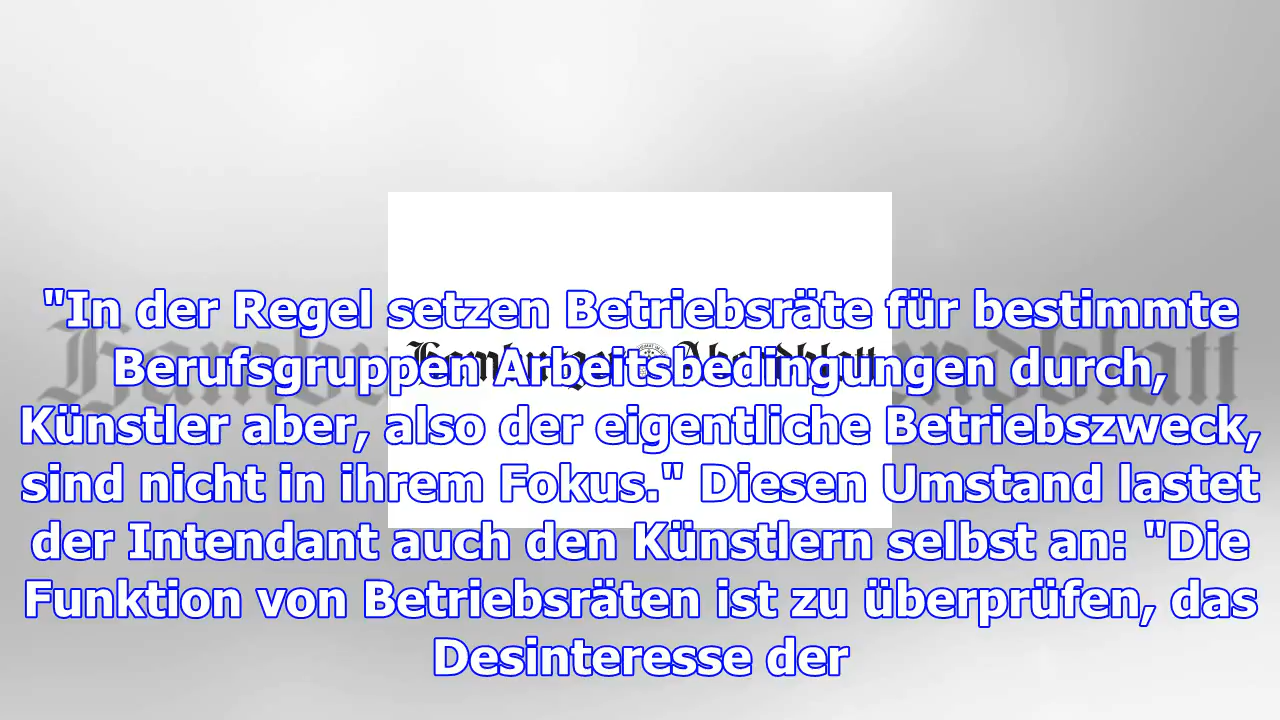 "In der Regel setzen Betriebsräte für bestimmte
Berufsgruppen Arbeitsbedingungen durch,
Künstler aber, also der eigentliche Betriebszweck,
sind nicht in ihrem Fokus." Diesen Umstand lastet
der Intendant auch den Künstlern selbst an: "Die
Funktion von Betriebsräten ist zu überprüfen, das
Desinteresse der
Hamburger Abendblatt